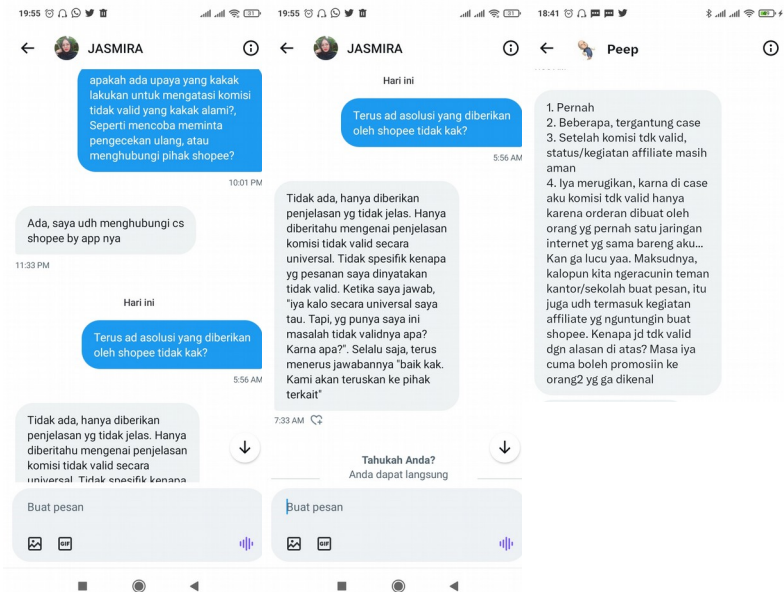 19:55
31
JASMIRA
apakah ada upaya yang kakak
lakukan untuk mengatasi komisi
tidak valid yang kakak alami?,
Seperti mencoba meminta
pengecekan ulang, atau
menghubungi pihak shopee?
10:01 PM
Ada, saya udh menghubungi cs
shopee by app nya
11:33 PM
Hari ini
Terus ad asolusi yang diberikan
oleh shopee tidak kak?
5:56 AM
Tidak ada, hanya diberikan
penjelasan yg tidak jelas. Hanya
diberitahu mengenai penjelasan
komisi tidak valid secara
universal. Tidak spesifik kenapa
Buat pesan
GIF
19:55
31
JASMIRA
Hari ini
Terus ad asolusi yang diberikan
oleh shopee tidak kak?
5:56 AM
Tidak ada, hanya diberikan
penjelasan yg tidak jelas. Hanya
diberitahu mengenai penjelasan
komisi tidak valid secara
universal. Tidak spesifik kenapa
yg pesanan saya dinyatakan
tidak valid. Ketika saya jawab,
"iya kalo secara universal saya
tau. Tapi, yg punya saya ini
masalah tidak validnya apa?
Karna apa?". Selalu saja, terus
menerus jawabannya "baik kak.
Kami akan teruskan ke pihak
terkait"
7:33 AM
Tahukah Anda?
Anda dapat langsung
Buat pesan
GIF
18:41
Peep
1. Pernah
2. Beberapa, tergantung case
3. Setelah komisi tdk valid,
status/kegiatan affiliate masih
aman
4. Iya merugikan, karna di case
aku komisi tdk valid hanya
karena orderan dibuat oleh
orang yg pernah satu jaringan
internet yg sama bareng aku...
Kan ga lucu yaa. Maksudnya,
kalopun kita ngeracunin teman
kantor/sekolah buat pesan, itu
juga udh termasuk kegiatan
affiliate yg nguntungin buat
shopee. Kenapa jd tdk valid
dgn alasan di atas? Masa iya
cuma boleh promosiin ke
orang2 yg ga dikenal